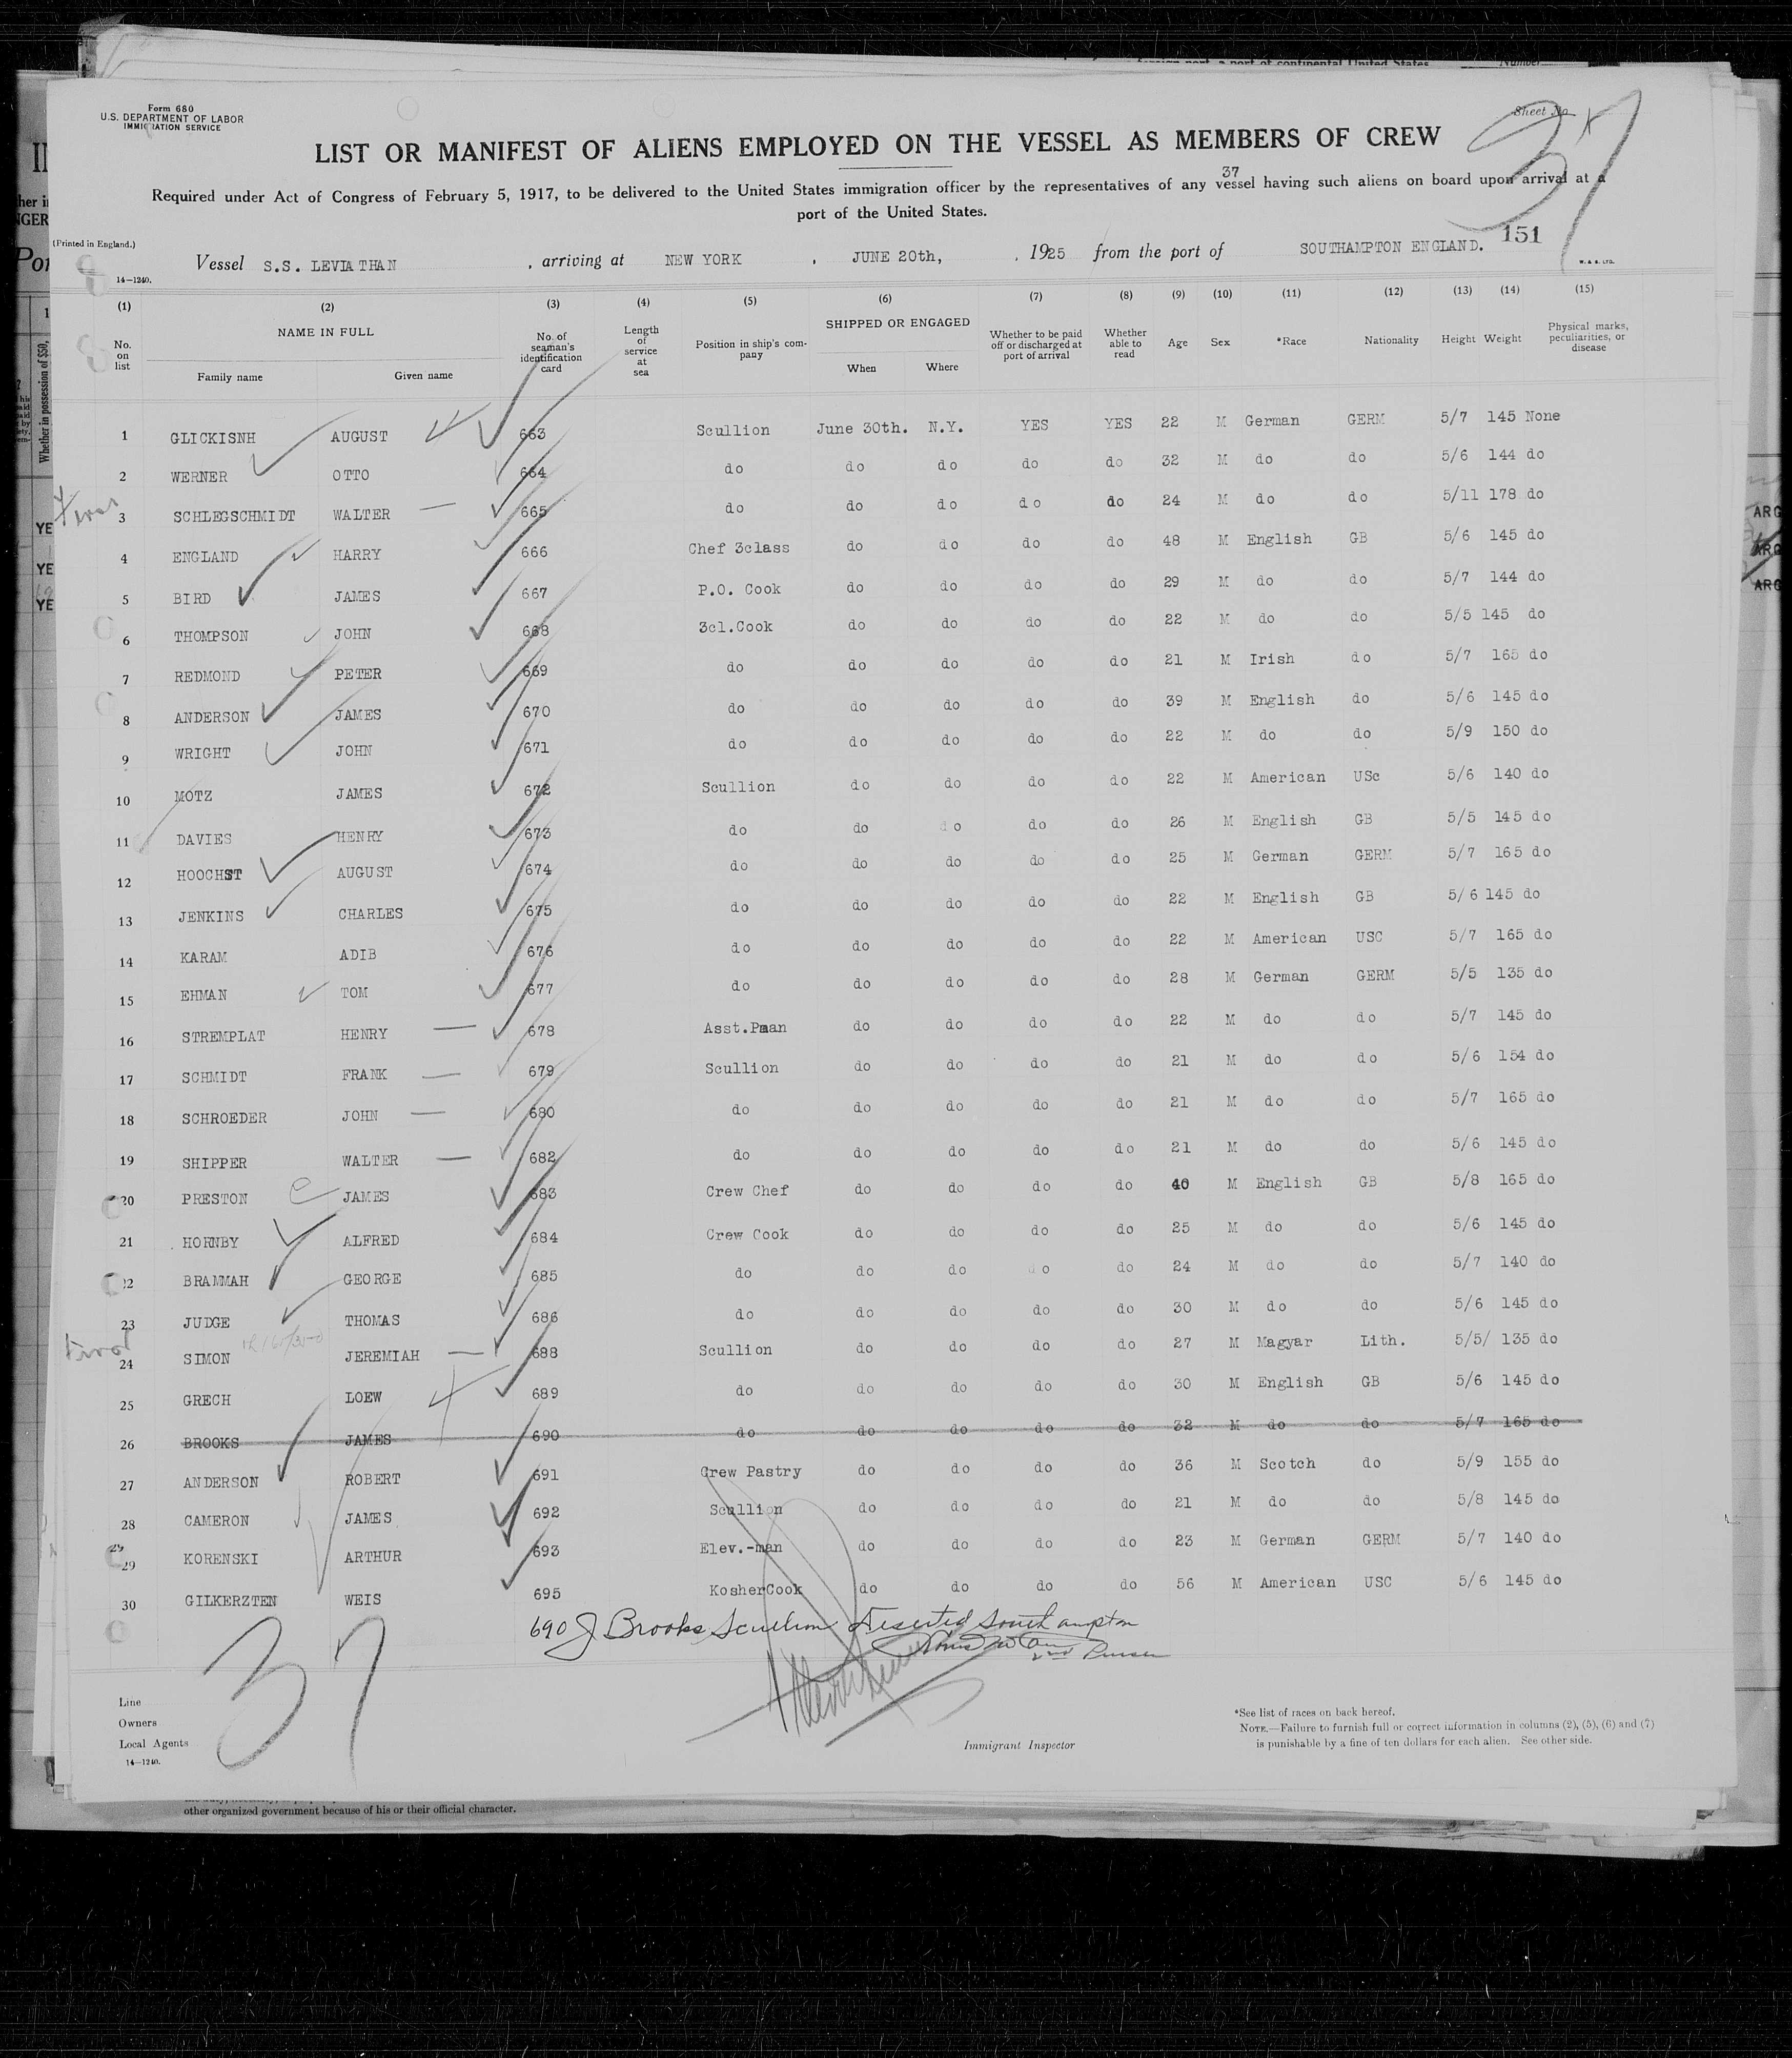 Form 680
U.S. DEPARTMENT OF LABOR
IMMIGRATION SERVICE
Sheet No.
37
LIST OR MANIFEST OF ALIENS EMPLOYED ON THE VESSEL AS MEMBERS OF CREW
37
Required under Act of Congress of February 5, 1917, to be delivered to the United States immigration officer by the representatives of any vessel having such aliens on board upon arrival at a
port of the United States.
151
(Printed in England.)
Vessel S.S. LEVIATHAN , arriving at NEW YORK , JUNE 20th, , 1925 from the port of SOUTHAMPTON ENGLAND.
14—1240.
W. & S. LTD.
(1) (2) (3) (4) (5) (6) (7) (8) (9) (10) (11) (12) (13) (14) (15)
No. on list NAME IN FULL Family name Given name No. of seaman's identification card Length of service at sea Position in ship's company SHIPPED OR ENGAGED When Where Whether to be paid off or discharged at port of arrival Whether able to read Age Sex *Race Nationality Height Weight Physical marks, peculiarities, or disease
1 GLICKISNH AUGUST 663 Scullion June 30th. N.Y. YES YES 22 M German GERM 5/7 145 None
2 WERNER OTTO 664 do do do do do 32 M do do 5/6 144 do
3 SCHLEGSCHMIDT WALTER 665 do do do do do 24 M do do 5/11 178 do
4 ENGLAND HARRY 666 Chef 3class do do do do 48 M English GB 5/6 145 do
5 BIRD JAMES 667 P.O. Cook do do do do 29 M do do 5/7 144 do
6 THOMPSON JOHN 668 3cl.Cook do do do do 22 M do do 5/5 145 do
7 REDMOND PETER 669 do do do do do 21 M Irish do 5/7 165 do
8 ANDERSON JAMES 670 do do do do do 39 M English do 5/6 145 do
9 WRIGHT JOHN 671 do do do do do 22 M do do 5/9 150 do
10 MOTZ JAMES 672 Scullion do do do do 22 M American USc 5/6 140 do
11 DAVIES HENRY 673 do do do do do 26 M English GB 5/5 145 do
12 HOOCHST AUGUST 674 do do do do do 25 M German GERM 5/7 165 do
13 JENKINS CHARLES 675 do do do do do 22 M English GB 5/6 145 do
14 KARAM ADIB 676 do do do do do 22 M American USC 5/7 165 do
15 EHMAN TOM 677 do do do do do 28 M German GERM 5/5 135 do
16 STREMPLAT HENRY 678 Asst.Pman do do do do 22 M do do 5/7 145 do
17 SCHMIDT FRANK 679 Scullion do do do do 21 M do do 5/6 154 do
18 SCHROEDER JOHN 680 do do do do do 21 M do do 5/7 165 do
19 SHIPPER WALTER 682 do do do do do 21 M do do 5/6 145 do
20 PRESTON JAMES 683 Crew Chef do do do do 40 M English GB 5/8 165 do
21 HORNBY ALFRED 684 Crew Cook do do do do 25 M do do 5/6 145 do
22 BRAMMAH GEORGE 685 do do do do do 24 M do do 5/7 140 do
23 JUDGE THOMAS 686 do do do do do 30 M do do 5/6 145 do
24 SIMON JEREMIAH 688 Scullion do do do do 27 M Magyar Lith. 5/5/ 135 do
25 GRECH LOEW 689 do do do do do 30 M English GB 5/6 145 do
26 BROOKS JAMES 690 do do do do do 32 M do do 5/7 165 do
27 ANDERSON ROBERT 691 Crew Pastry do do do do 36 M Scotch do 5/9 155 do
28 CAMERON JAMES 692 Scullion do do do do 21 M do do 5/8 145 do
29 KORENSKI ARTHUR 693 Elev.-man do do do do 23 M German GERM 5/7 140 do
30 GILKERZTEN WEIS 695 KosherCook do do do do 56 M American USC 5/6 145 do
690 J Brooks Scullion Deserted Southampton
2nd Purser
37
Line
Owners
Local Agents
14—1240.
Immigrant Inspector
*See list of races on back hereof.
NOTE.—Failure to furnish full or correct information in columns (2), (5), (6) and (7)
is punishable by a fine of ten dollars for each alien. See other side.
other organized government because of his or their official character.